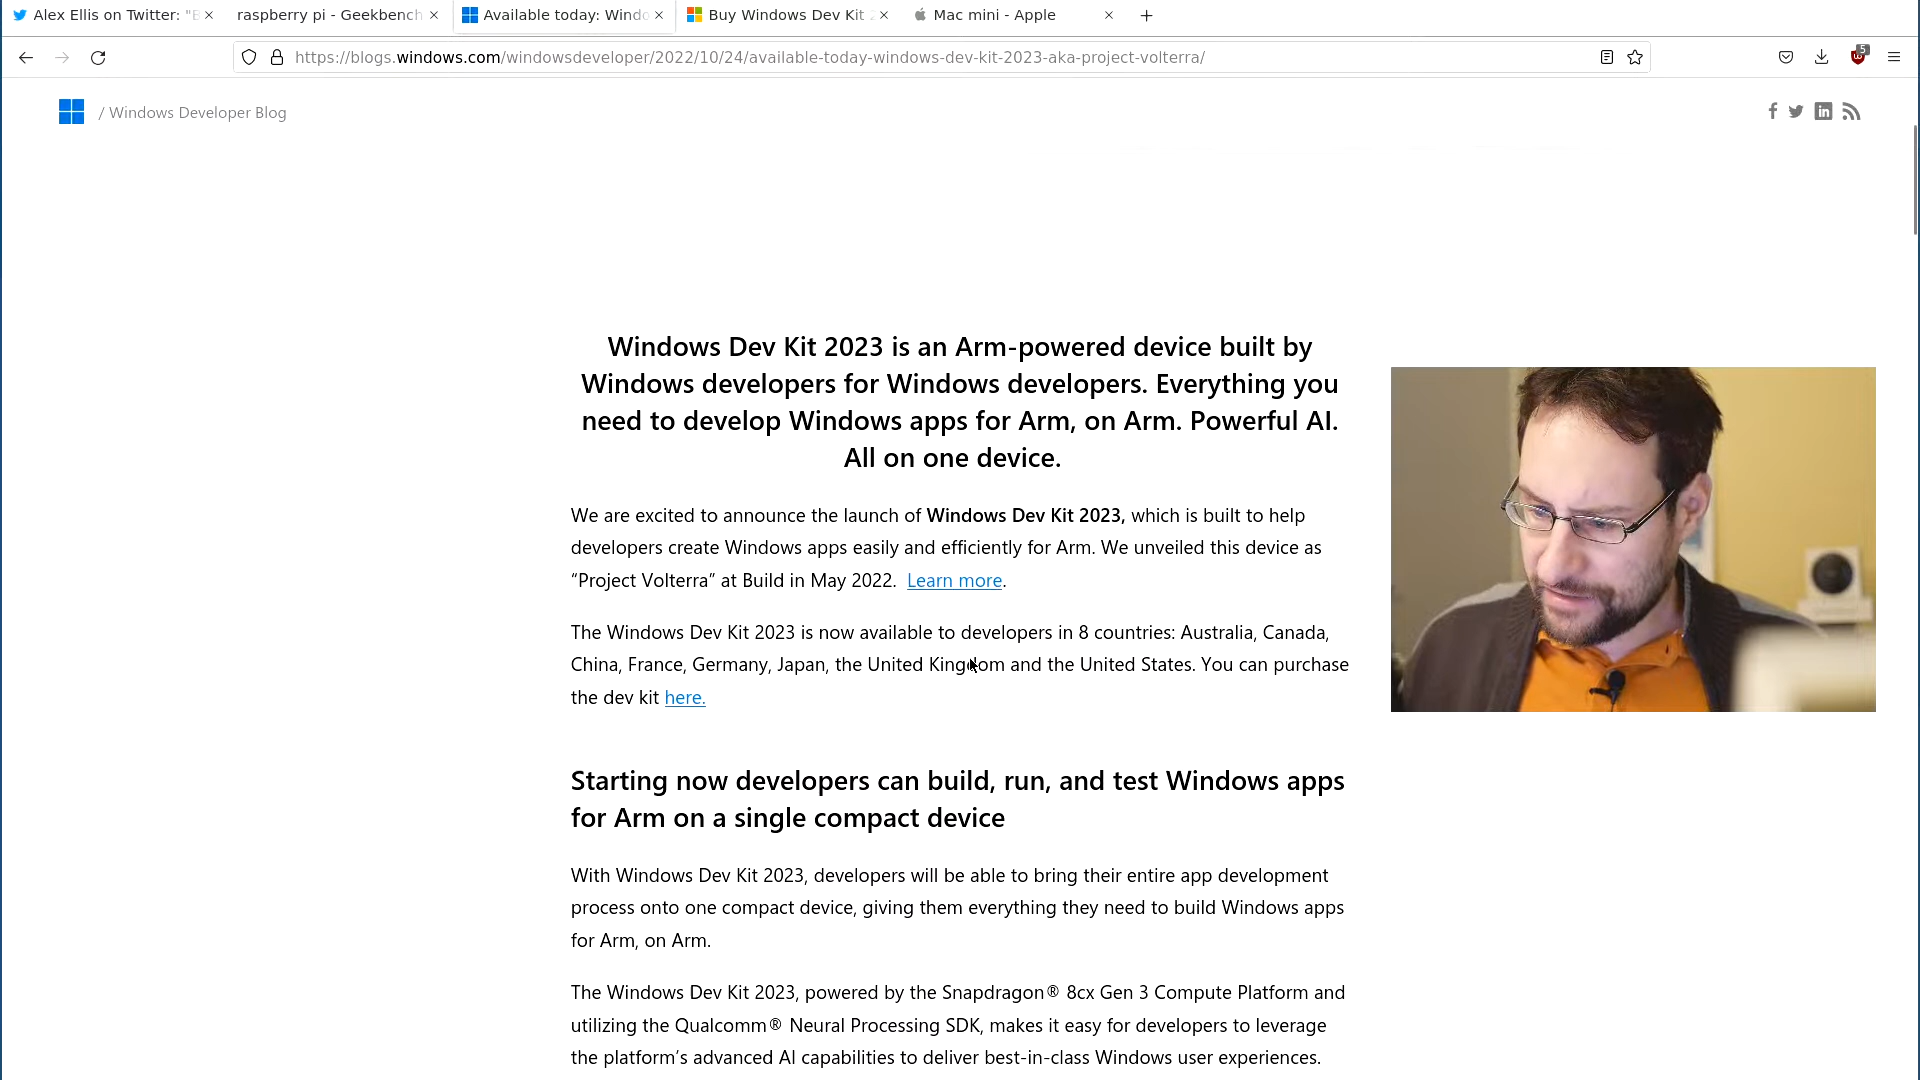 Alex Ellis on Twitter: "E
raspberry pi - Geekbench
Available today: Windo
Buy Windows Dev Kit 2
Mac mini - Apple
https://blogs.windows.com/windowsdeveloper/2022/10/24/available-today-windows-dev-kit-2023-aka-project-volterra/
5
/ Windows Developer Blog
Windows Dev Kit 2023 is an Arm-powered device built by
Windows developers for Windows developers. Everything you
need to develop Windows apps for Arm, on Arm. Powerful AI.
All on one device.
We are excited to announce the launch of Windows Dev Kit 2023, which is built to help
developers create Windows apps easily and efficiently for Arm. We unveiled this device as
“Project Volterra” at Build in May 2022. Learn more.
The Windows Dev Kit 2023 is now available to developers in 8 countries: Australia, Canada,
China, France, Germany, Japan, the United Kingdom and the United States. You can purchase
the dev kit here.
Starting now developers can build, run, and test Windows apps
for Arm on a single compact device
With Windows Dev Kit 2023, developers will be able to bring their entire app development
process onto one compact device, giving them everything they need to build Windows apps
for Arm, on Arm.
The Windows Dev Kit 2023, powered by the Snapdragon® 8cx Gen 3 Compute Platform and
utilizing the Qualcomm® Neural Processing SDK, makes it easy for developers to leverage
the platform’s advanced AI capabilities to deliver best-in-class Windows user experiences.